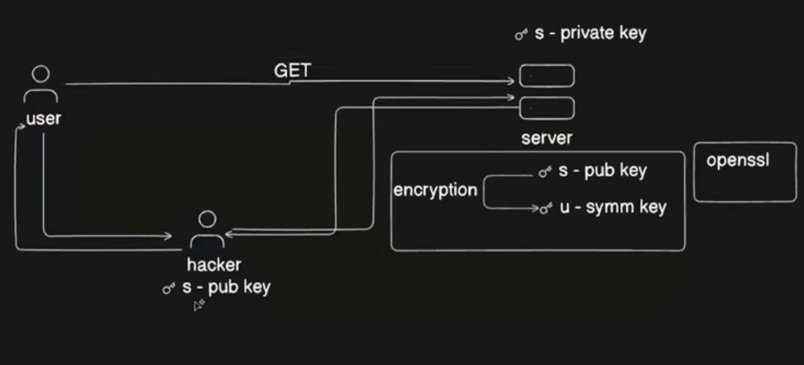 s - private key
GET
user
server
openssl
s - pub key
encryption
u - symm key
hacker
s - pub key